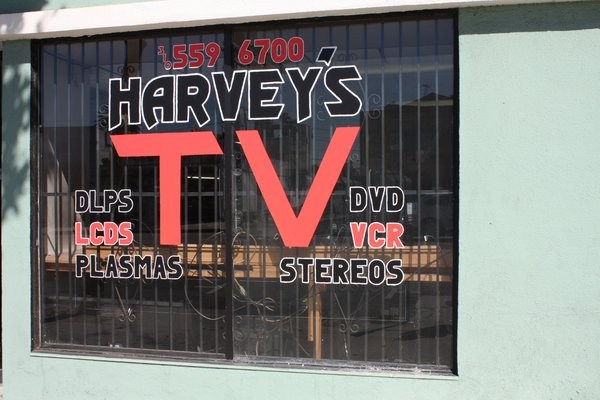 559 6700
HARVEY'S
TV
DLPS DVD
LCDS VCR
PLASMAS STEREOS